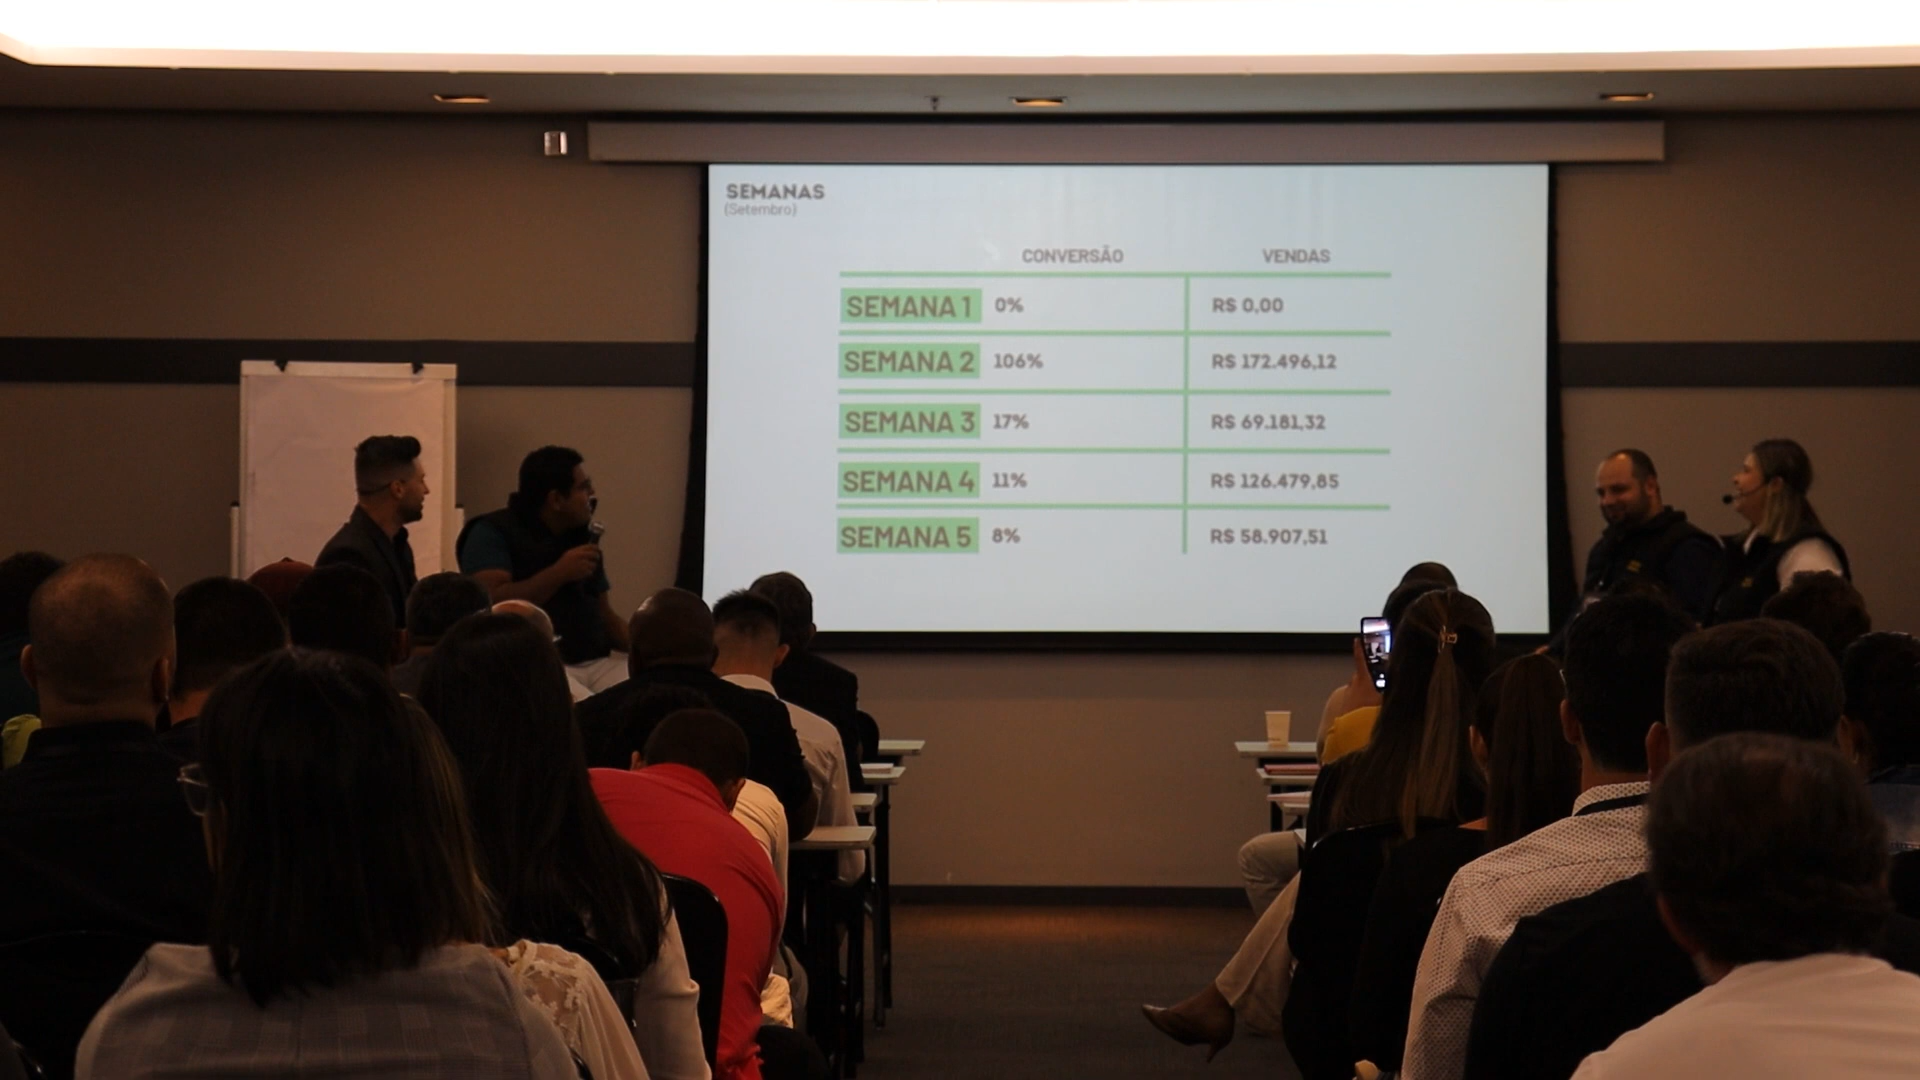 SEMANAS
(Setembro)
CONVERSÃO VENDAS
SEMANA 1 0% R$ 0,00
SEMANA 2 106% R$ 172.496,12
SEMANA 3 17% R$ 69.181,32
SEMANA 4 11% R$ 126.479,85
SEMANA 5 8% R$ 58.907,51